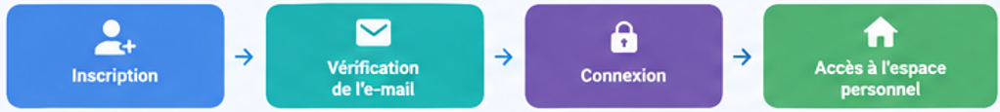 Inscription
Vérification
de l'e-mail
Connexion
Accès à l'espace
personnel